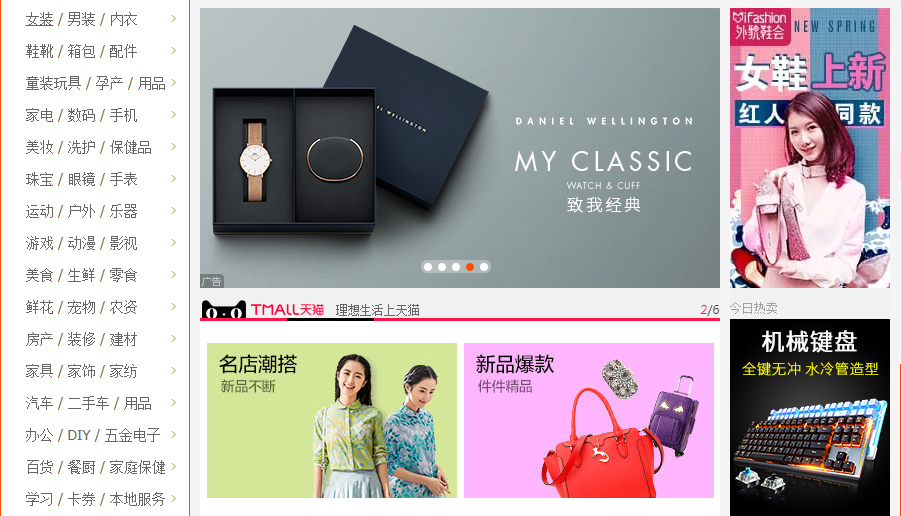 女装 / 男装 / 内衣
鞋靴 / 箱包 / 配件
童装玩具 / 孕产 / 用品
家电 / 数码 / 手机
美妆 / 洗护 / 保健品
珠宝 / 眼镜 / 手表
运动 / 户外 / 乐器
游戏 / 动漫 / 影视
美食 / 生鲜 / 零食
鲜花 / 宠物 / 农资
房产 / 装修 / 建材
家具 / 家饰 / 家纺
汽车 / 二手车 / 用品
办公 / DIY / 五金电子
百货 / 餐厨 / 家庭保健
学习 / 卡券 / 本地服务
DANIEL WELLINGTON
DANIEL WELLINGTON
MY CLASSIC
WATCH & CUFF
致我经典
广告
TMALL天猫 理想生活上天猫 2/6
名店潮搭
新品不断
新品爆款
件件精品
iFashion
外貌鞋会
NEW SPRING
女鞋上新
红人 同款
今日热卖
机械键盘
全键无冲 水冷管造型